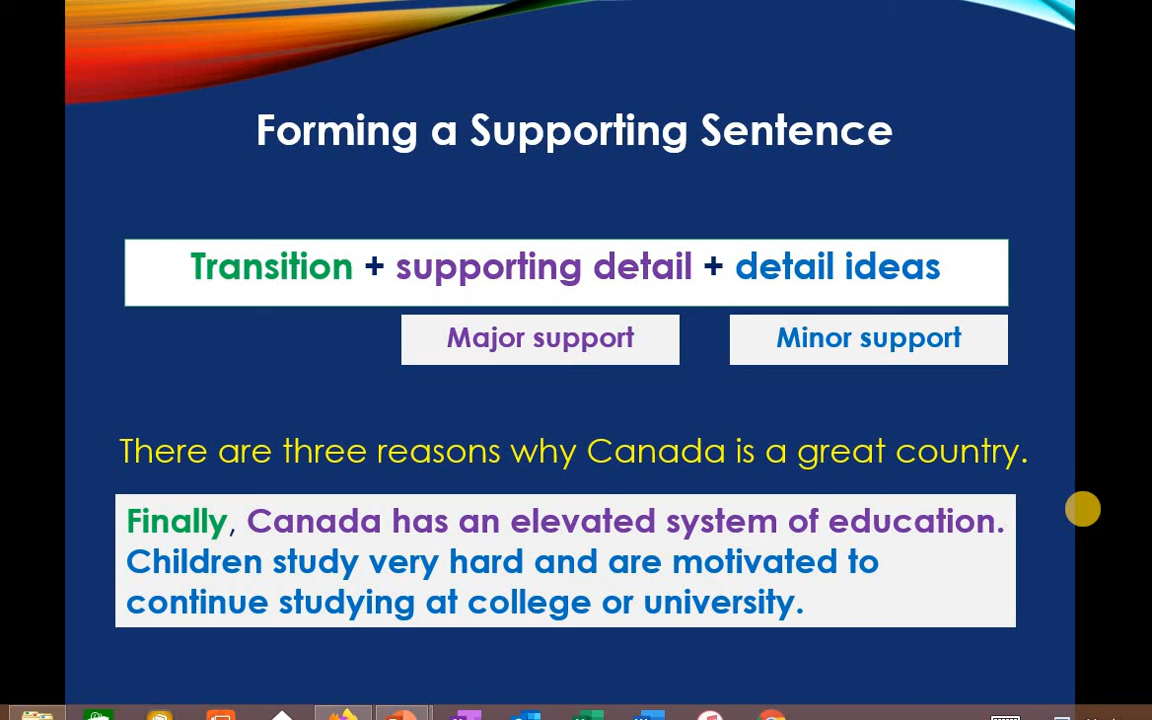 Forming a Supporting Sentence
Transition + supporting detail + detail ideas
Major support
Minor support
There are three reasons why Canada is a great country.
Finally, Canada has an elevated system of education.
Children study very hard and are motivated to
continue studying at college or university.